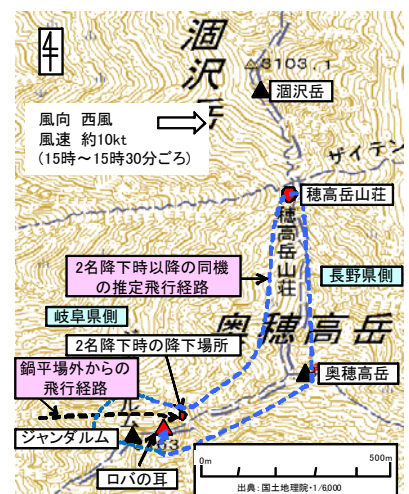 涸沢岳
3103.1
涸沢岳
風向 西風
風速 約10kt
(15時～15時30分ごろ)
ザイテン
穂高岳山荘
穂高岳山荘
2名降下時以降の同機
の推定飛行経路
長野県側
岐阜県側
奥穂高岳
2名降下時の降下場所
鍋平場外からの
飛行経路
奥穂高岳
ジャンダルム
63
ロバの耳
0m
500m
出典：国土地理院・1/6,000